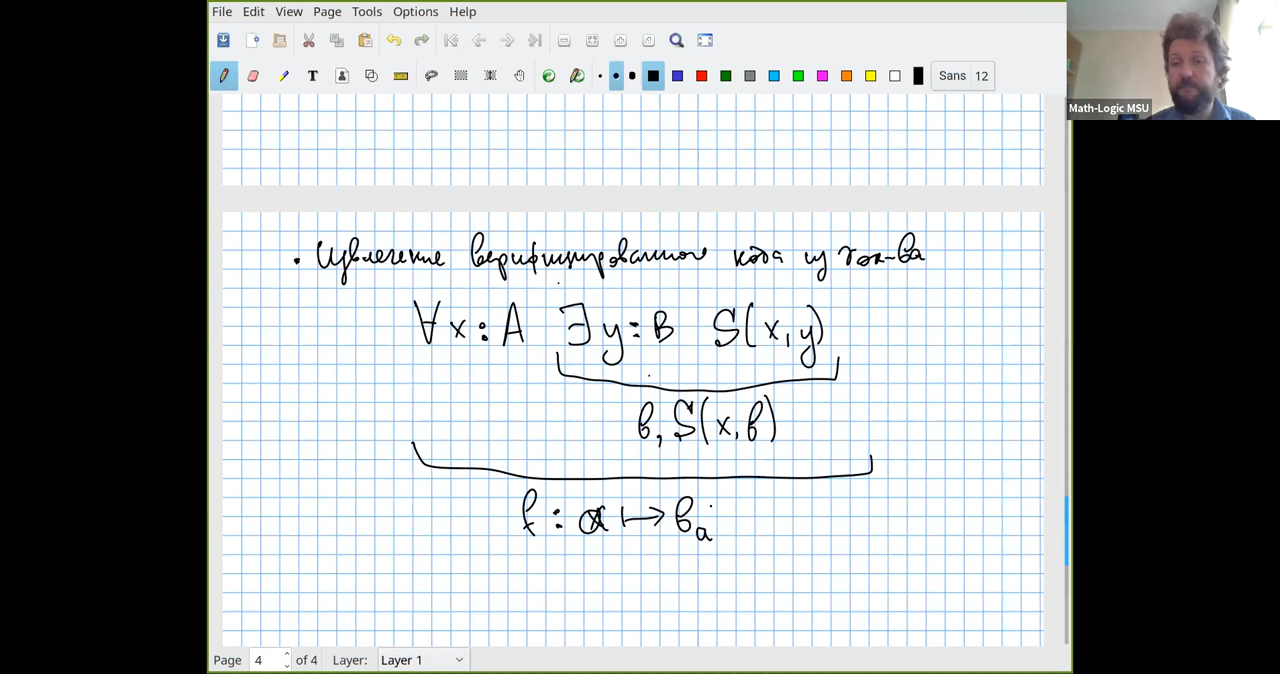 File Edit View Page Tools Options Help
Sans 12
Math-Logic MSU
• Извлечение верифицированного кода из док-ва
∀x:A ∃y:B S(x,y)
b, S(x,b)
f: a ↦ b_a
Page 4 of 4 Layer: Layer 1